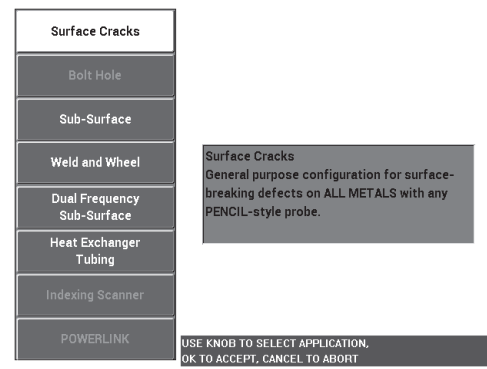 Surface Cracks
Bolt Hole
Sub-Surface
Weld and Wheel
Dual Frequency
Sub-Surface
Heat Exchanger
Tubing
Indexing Scanner
POWERLINK
Surface Cracks
General purpose configuration for surface-
breaking defects on ALL METALS with any
PENCIL-style probe.
USE KNOB TO SELECT APPLICATION,
OK TO ACCEPT, CANCEL TO ABORT